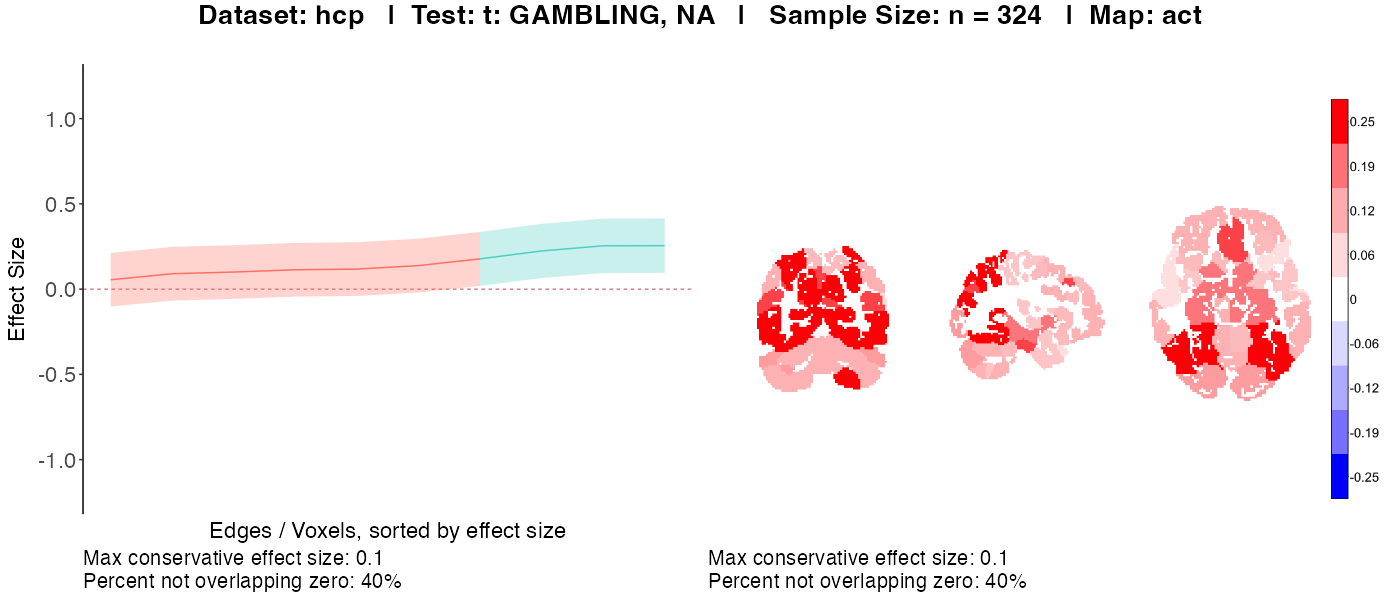 Dataset: hcp | Test: t: GAMBLING, NA | Sample Size: n = 324 | Map: act
1.0
0.5
0.0
-0.5
-1.0
Effect Size
Edges / Voxels, sorted by effect size
Max conservative effect size: 0.1
Percent not overlapping zero: 40%
0.25
0.19
0.12
0.06
0
-0.06
-0.12
-0.19
-0.25
Max conservative effect size: 0.1
Percent not overlapping zero: 40%